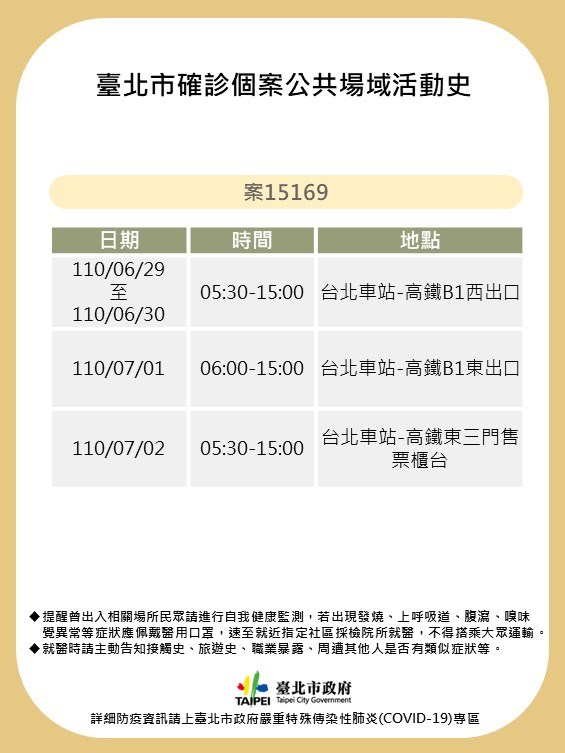 臺北市確診個案公共場域活動史
案15169
日期 時間 地點
110/06/29
至
110/06/30
05:30-15:00
台北車站-高鐵B1西出口
110/07/01
06:00-15:00
台北車站-高鐵B1東出口
110/07/02
05:30-15:00
台北車站-高鐵東三門售
票櫃台
◆提醒曾出入相關場所民眾請進行自我健康監測，若出現發燒、上呼吸道、腹瀉、嗅味
覺異常等症狀應佩戴醫用口罩，速至就近指定社區採檢院所就醫，不得搭乘大眾運輸。
◆就醫時請主動告知接觸史、旅遊史、職業暴露、周遭其他人是否有類似症狀等。
TAIPEI
臺北市政府
Taipei City Government
詳細防疫資訊請上臺北市政府嚴重特殊傳染性肺炎(COVID-19)專區